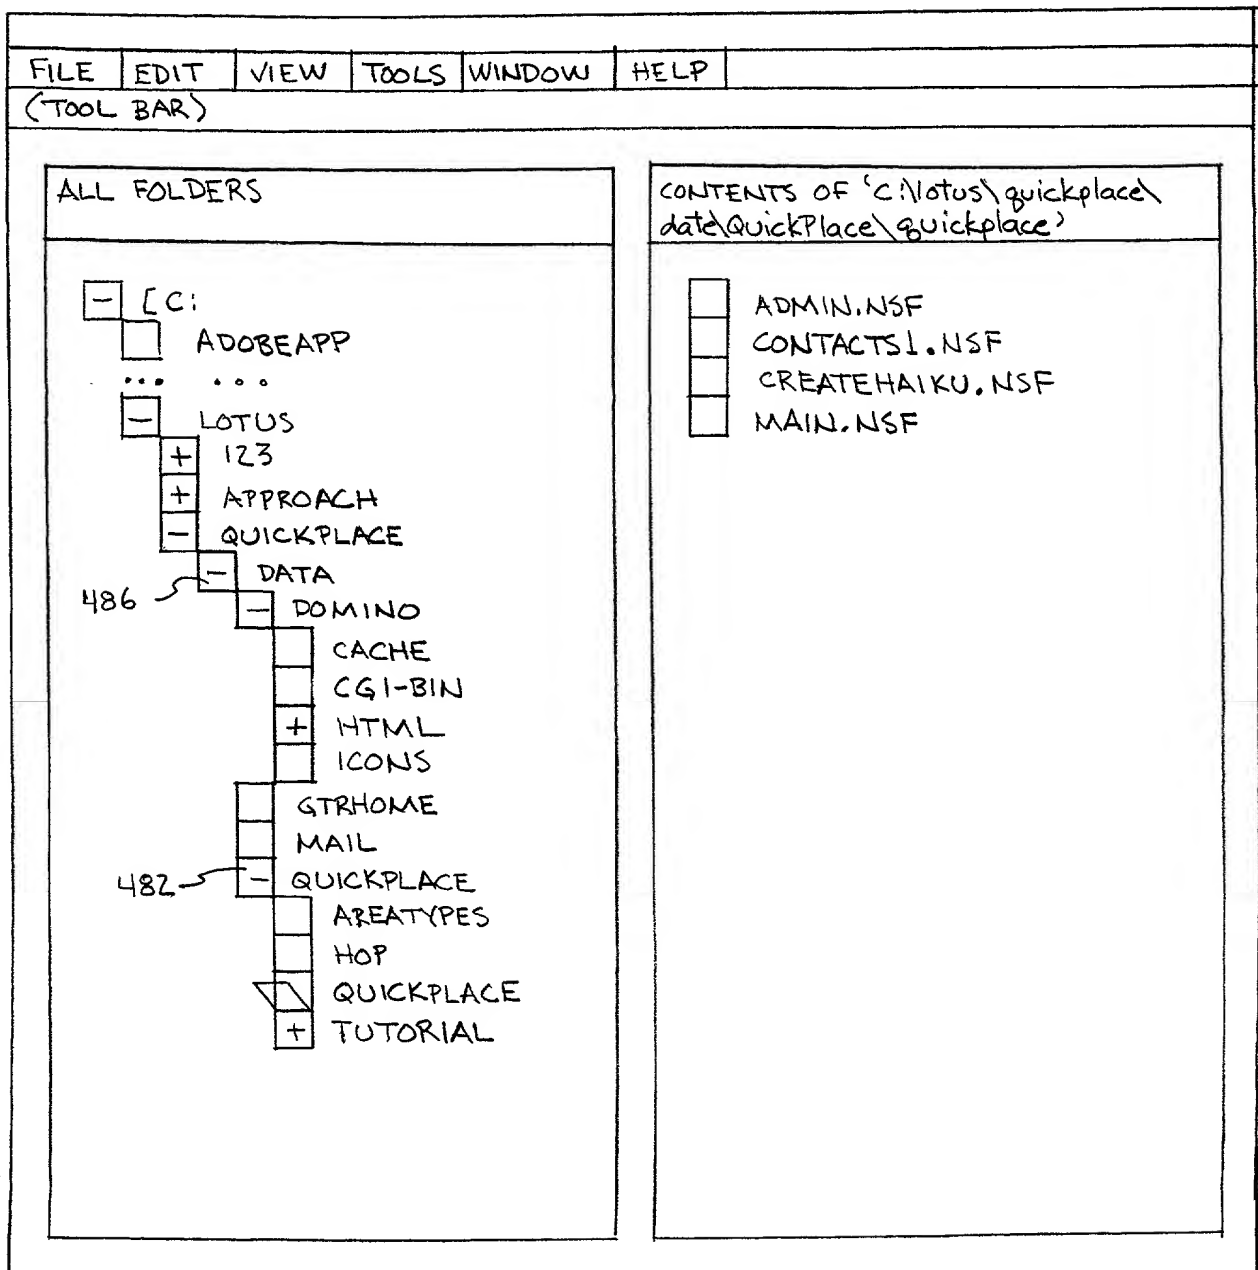 FILE EDIT VIEW TOOLS WINDOW HELP
(TOOL BAR)
ALL FOLDERS
[C:
ADOBEAPP
... ...
LOTUS
+ 123
+ APPROACH
- QUICKPLACE
- DATA
486
- DOMINO
CACHE
CGI-BIN
+ HTML
ICONS
GTRHOME
MAIL
482 - QUICKPLACE
AREATYPES
HOP
QUICKPLACE
+ TUTORIAL
CONTENTS OF 'C:\lotus\quickplace\
date\QuickPlace\quickplace'
ADMIN.NSF
CONTACTS1.NSF
CREATEHAIKU.NSF
MAIN.NSF